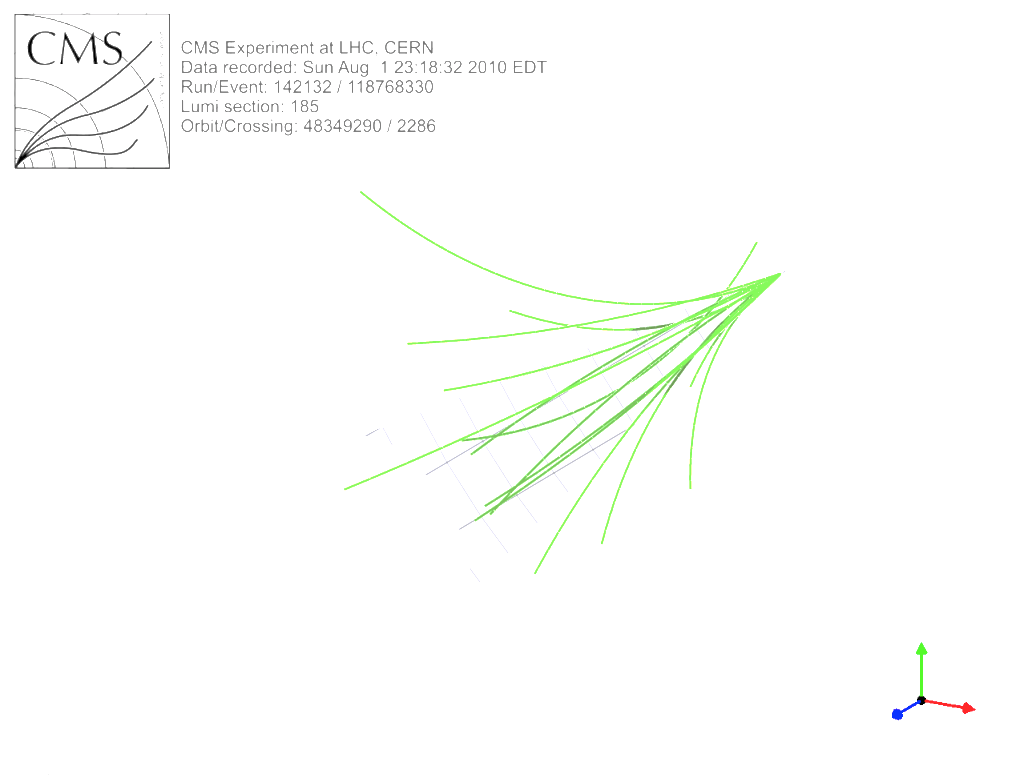 CMS
CMS Experiment at LHC, CERN
Data recorded: Sun Aug 1 23:18:32 2010 EDT
Run/Event: 142132 / 118768330
Lumi section: 185
Orbit/Crossing: 48349290 / 2286